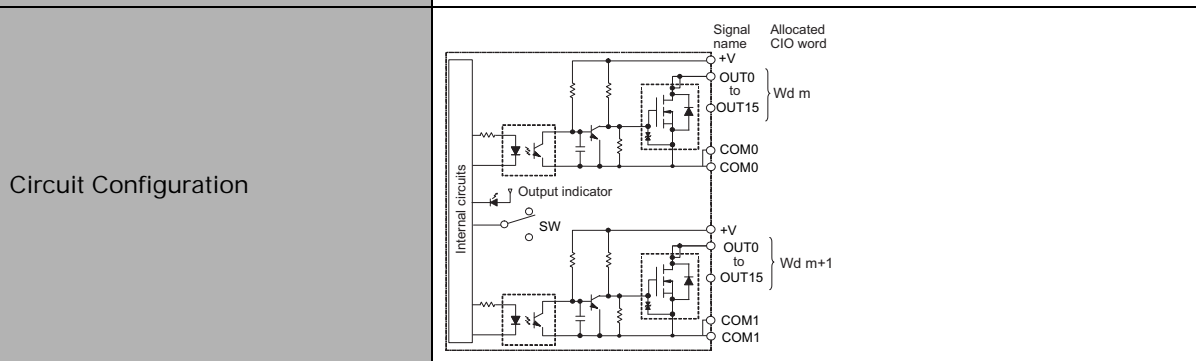 Circuit Configuration
Signal name
Allocated CIO word
+V
OUT0
to
OUT15
Wd m
COM0
COM0
Internal circuits
Output indicator
SW
+V
OUT0
to
OUT15
Wd m+1
COM1
COM1